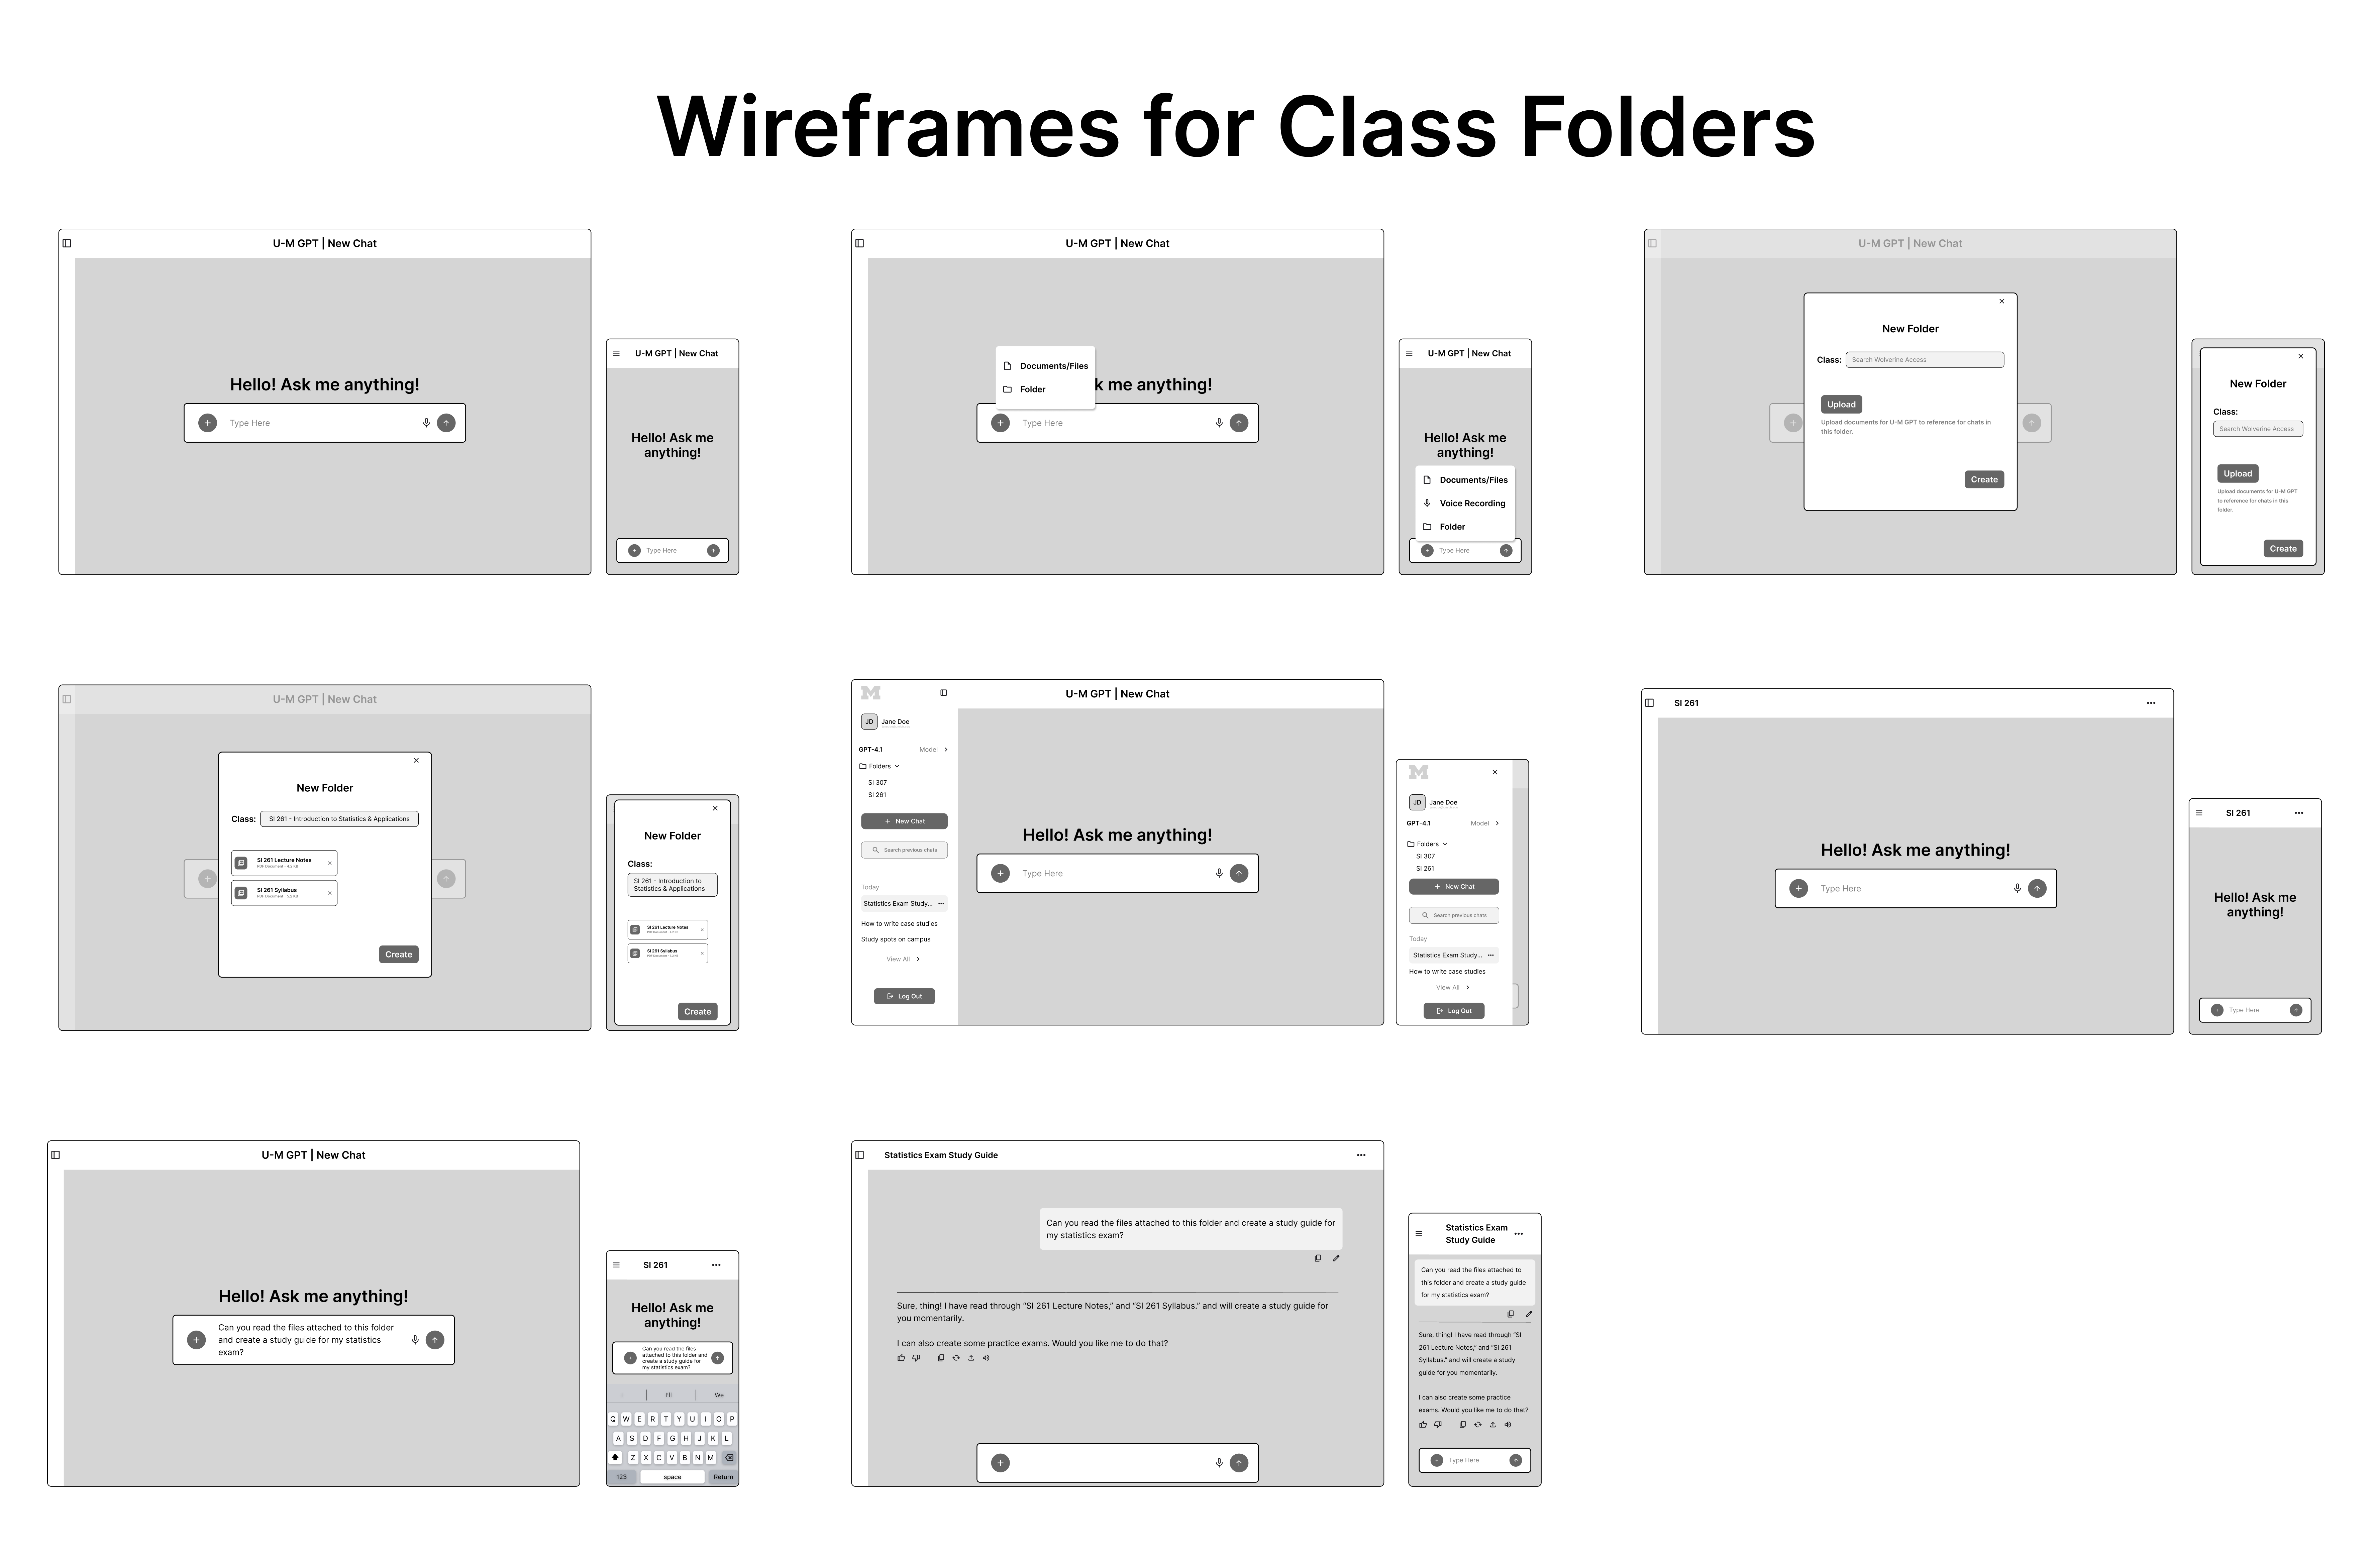 Wireframes for Class Folders
U-M GPT | New Chat
Hello! Ask me anything!
Type Here
U-M GPT | New Chat
Hello! Ask me
anything!
Type Here
U-M GPT | New Chat
Documents/Files
Folder
k me anything!
Type Here
U-M GPT | New Chat
Hello! Ask me
anything!
Documents/Files
Voice Recording
Folder
Type Here
U-M GPT | New Chat
New Folder
Class: Search Wolverine Access
Upload
Upload documents for U-M GPT to reference for chats in
this folder.
Create
New Folder
Class:
Search Wolverine Access
Upload
Upload documents for U-M GPT
to reference for chats in this
folder.
Create
U-M GPT | New Chat
New Folder
Class: SI 261 - Introduction to Statistics & Applications
SI 261 Lecture Notes
SI 261 Syllabus
Create
New Folder
Class:
SI 261 - Introduction to
Statistics & Applications
SI 261 Lecture Notes
SI 261 Syllabus
Create
M
U-M GPT | New Chat
JD Jane Doe
GPT-4.1 Model
Folders
SI 307
SI 261
+ New Chat
Search previous chats
Today
Statistics Exam Study... •••
How to write case studies
Study spots on campus
View All
Log Out
Hello! Ask me anything!
Type Here
M
JD Jane Doe
GPT-4.1 Model
Folders
SI 307
SI 261
+ New Chat
Search previous chats
Today
Statistics Exam Study... •••
How to write case studies
View All
Log Out
SI 261
Hello! Ask me anything!
Type Here
SI 261
Hello! Ask me
anything!
Type Here
U-M GPT | New Chat
Hello! Ask me anything!
Can you read the files attached to this folder
and create a study guide for my statistics
exam?
SI 261
Hello! Ask me
anything!
Can you read the files
attached to this folder and
create a study guide for
my statistics exam?
I I'll We
Q W E R T Y U I O P
A S D F G H J K L
Z X C V B N M
123 space Return
Statistics Exam Study Guide
Can you read the files attached to this folder and create a study guide for
my statistics exam?
Sure, thing! I have read through “SI 261 Lecture Notes,” and “SI 261 Syllabus.” and will create a study guide for
you momentarily.
I can also create some practice exams. Would you like me to do that?
Statistics Exam
Study Guide
Can you read the files attached to
this folder and create a study guide
for my statistics exam?
Sure, thing! I have read through “SI
261 Lecture Notes,” and “SI 261
Syllabus.” and will create a study
guide for you momentarily.
I can also create some practice
exams. Would you like me to do that?
Type Here